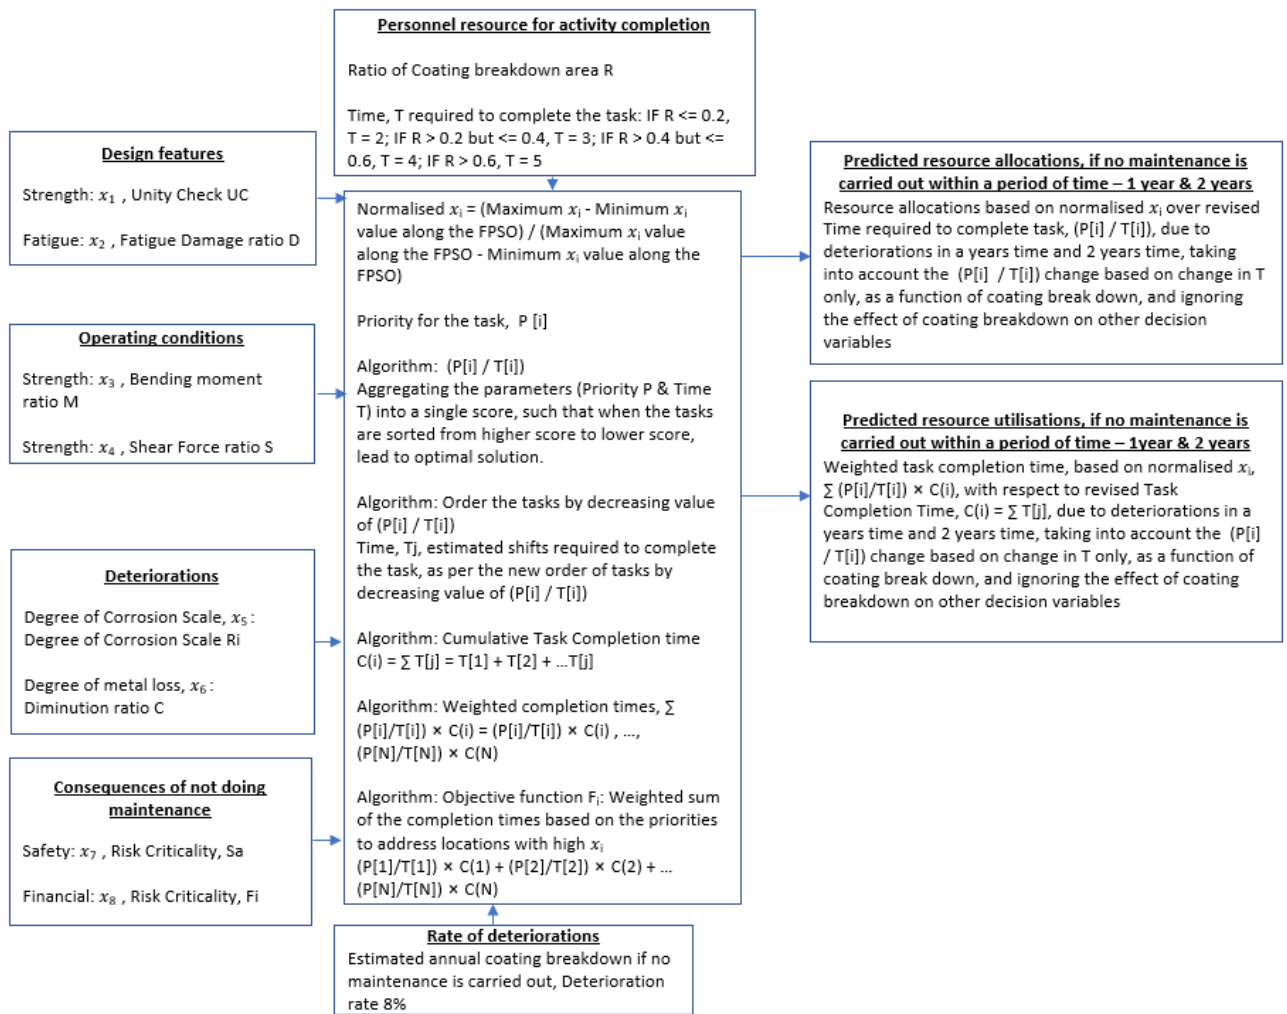 Personnel resource for activity completion
Ratio of Coating breakdown area R
Time, T required to complete the task: IF R <= 0.2,
T = 2; IF R > 0.2 but <= 0.4, T = 3; IF R > 0.4 but <=
0.6, T = 4; IF R > 0.6, T = 5
Design features
Strength: x₁ , Unity Check UC
Fatigue: x₂ , Fatigue Damage ratio D
Operating conditions
Strength: x₃ , Bending moment
ratio M
Strength: x₄ , Shear Force ratio S
Deteriorations
Degree of Corrosion Scale, x₅ :
Degree of Corrosion Scale Ri
Degree of metal loss, x₆ :
Diminution ratio C
Consequences of not doing
maintenance
Safety: x₇ , Risk Criticality, Sa
Financial: x₈ , Risk Criticality, Fi
Normalised xᵢ = (Maximum xᵢ - Minimum xᵢ
value along the FPSO) / (Maximum xᵢ value
along the FPSO - Minimum xᵢ value along the
FPSO)
Priority for the task, P [i]
Algorithm: (P[i] / T[i])
Aggregating the parameters (Priority P & Time
T) into a single score, such that when the tasks
are sorted from higher score to lower score,
lead to optimal solution.
Algorithm: Order the tasks by decreasing value
of (P[i] / T[i])
Time, Tj, estimated shifts required to complete
the task, as per the new order of tasks by
decreasing value of (P[i] / T[i])
Algorithm: Cumulative Task Completion time
C(i) = ∑ T[j] = T[1] + T[2] + ...T[j]
Algorithm: Weighted completion times, ∑
(P[i]/T[i]) × C(i) = (P[i]/T[i]) × C(i) , ...,
(P[N]/T[N]) × C(N)
Algorithm: Objective function Fᵢ: Weighted sum
of the completion times based on the priorities
to address locations with high xᵢ
(P[1]/T[1]) × C(1) + (P[2]/T[2]) × C(2) + ...
(P[N]/T[N]) × C(N)
Rate of deteriorations
Estimated annual coating breakdown if no
maintenance is carried out, Deterioration
rate 8%
Predicted resource allocations, if no maintenance is
carried out within a period of time – 1 year & 2 years
Resource allocations based on normalised xᵢ over revised
Time required to complete task, (P[i] / T[i]), due to
deteriorations in a years time and 2 years time, taking
into account the (P[i] / T[i]) change based on change in T
only, as a function of coating break down, and ignoring
the effect of coating breakdown on other decision
variables
Predicted resource utilisations, if no maintenance is
carried out within a period of time – 1year & 2 years
Weighted task completion time, based on normalised xᵢ,
∑ (P[i]/T[i]) × C(i), with respect to revised Task
Completion Time, C(i) = ∑ T[j], due to deteriorations in a
years time and 2 years time, taking into account the (P[i]
/ T[i]) change based on change in T only, as a function of
coating break down, and ignoring the effect of coating
breakdown on other decision variables